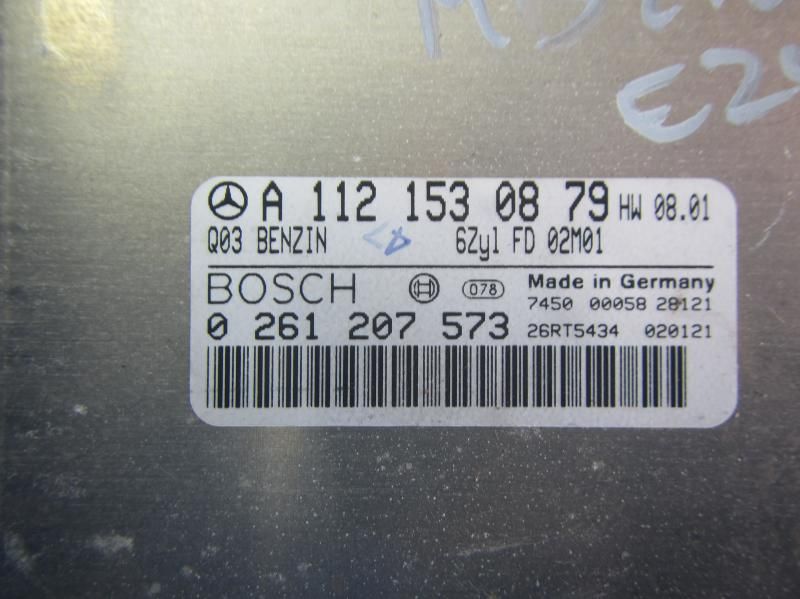 A 112 153 08 79 HW 08.01
Q03 BENZIN 6Zyl FD 02M01
BOSCH 078 Made in Germany
7450 00058 28121
0 261 207 573 26RT5434 020121